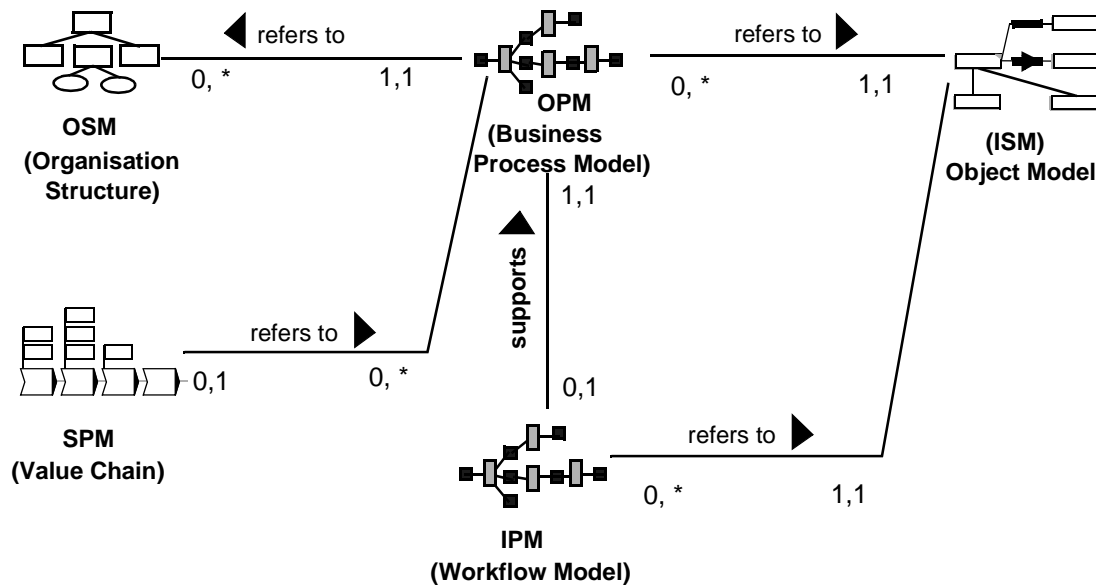 refers to
refers to
0, *
1,1
0, *
1,1
OSM
(Organisation
Structure)
OPM
(Business
Process Model)
(ISM)
Object Model
1,1
supports
refers to
0,1
0, *
0,1
SPM
(Value Chain)
refers to
0, *
1,1
IPM
(Workflow Model)